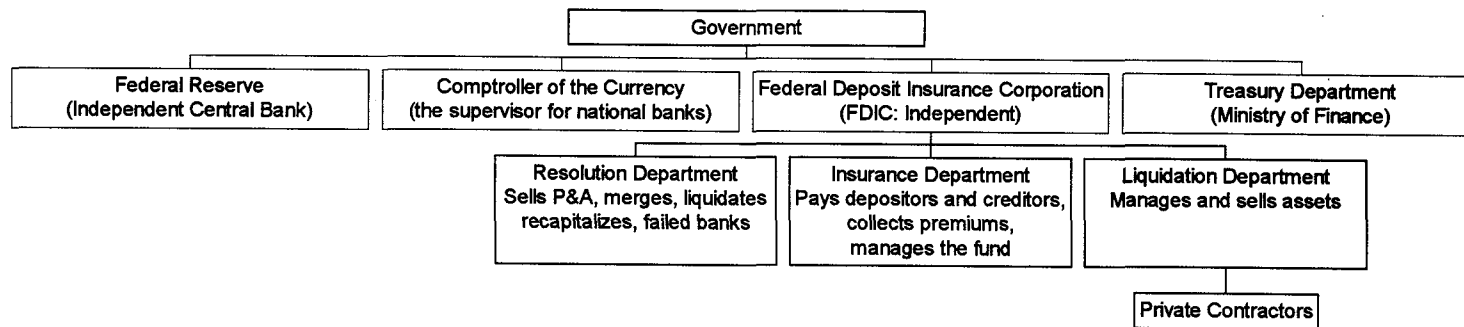 Government
Federal Reserve
(Independent Central Bank)
Comptroller of the Currency
(the supervisor for national banks)
Federal Deposit Insurance Corporation
(FDIC: Independent)
Treasury Department
(Ministry of Finance)
Resolution Department
Sells P&A, merges, liquidates
recapitalizes, failed banks
Insurance Department
Pays depositors and creditors,
collects premiums,
manages the fund
Liquidation Department
Manages and sells assets
Private Contractors